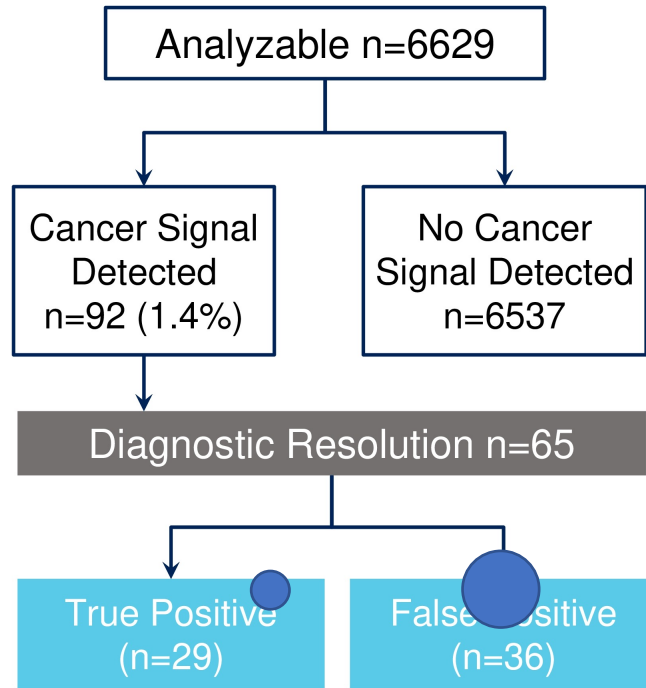 Analyzable n=6629
Cancer Signal
Detected
n=92 (1.4%)
No Cancer
Signal Detected
n=6537
Diagnostic Resolution n=65
True Positive
(n=29)
False
(n=36)